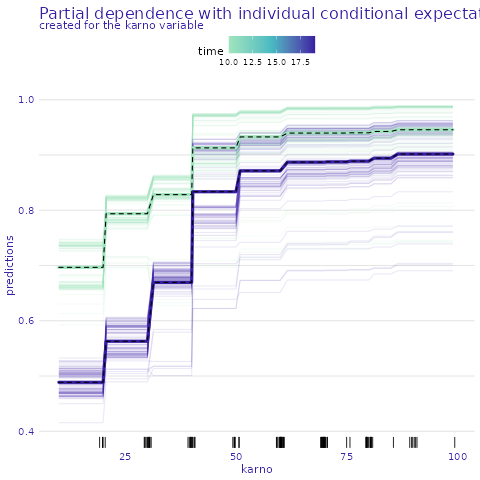 Partial dependence with individual conditional expectat
created for the karno variable
time
10.0 12.5 15.0 17.5
predictions
1.0
0.8
0.6
0.4
25 50 75 100
karno